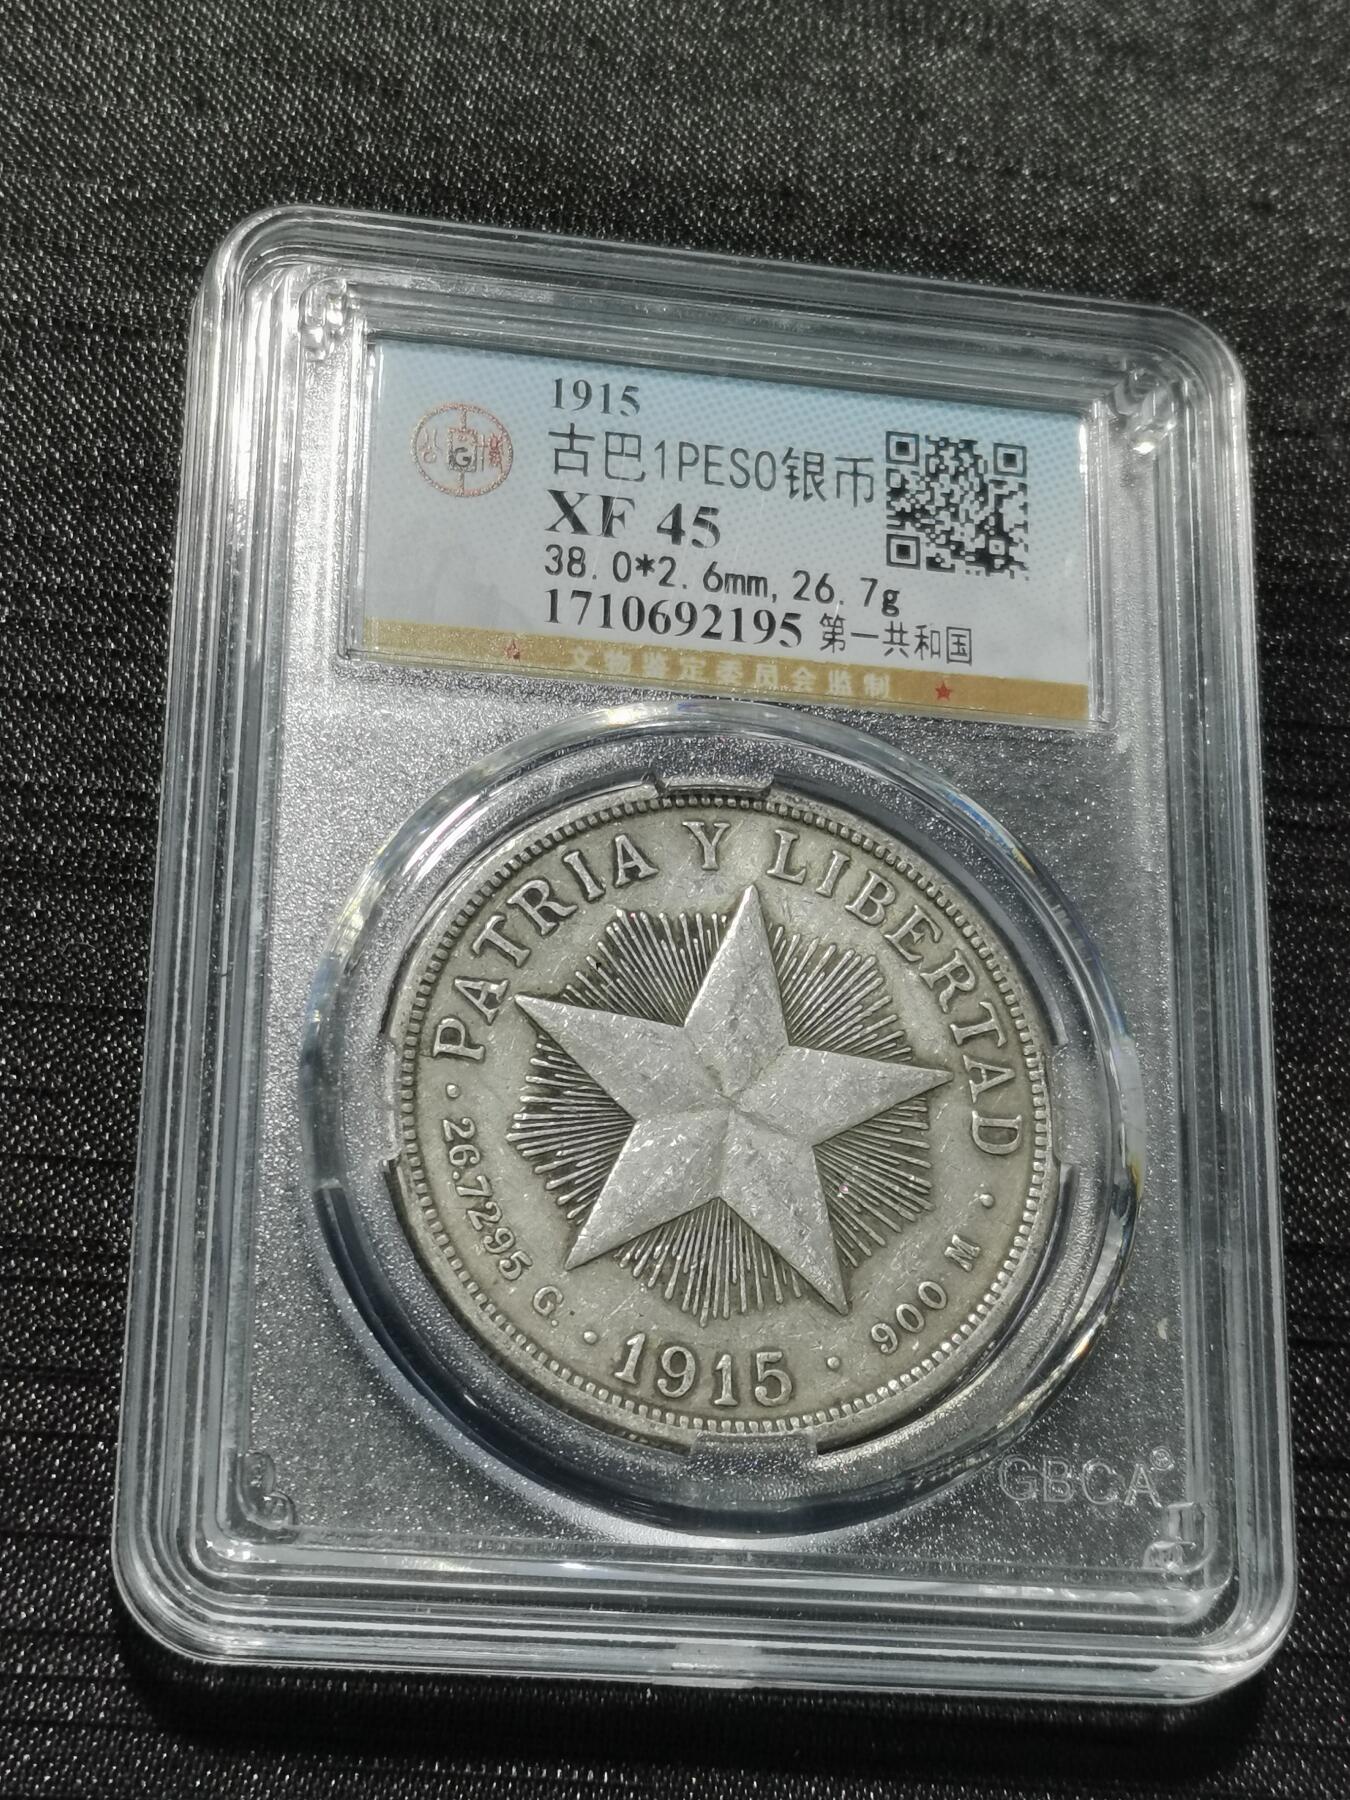 1915
古巴1PESO银币
XF 45
38.0*2.6mm, 26.7g
1710692195 第一共和国
文物鉴定委员会监制
G
PATRIA Y LIBERTAD
· 26.7295 G. · 1915 · 900 M ·
GBCA®